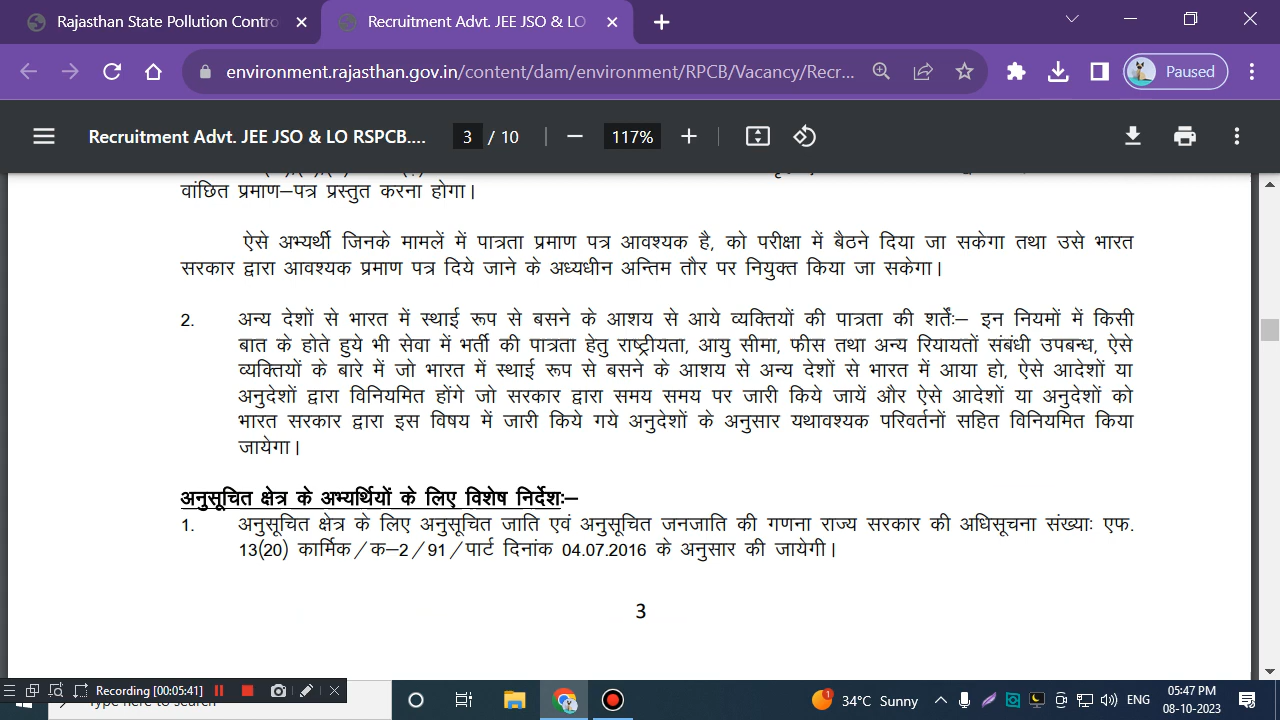 Rajasthan State Pollution Contro
Recruitment Advt. JEE JSO & LO
environment.rajasthan.gov.in/content/dam/environment/RPCB/Vacancy/Recr...
Paused
Recruitment Advt. JEE JSO & LO RSPCB....
3 / 10
117%
वांछित प्रमाण–पत्र प्रस्तुत करना होगा।
ऐसे अभ्यर्थी जिनके मामलें में पात्रता प्रमाण पत्र आवश्यक है, को परीक्षा में बैठने दिया जा सकेगा तथा उसे भारत
सरकार द्वारा आवश्यक प्रमाण पत्र दिये जाने के अध्यधीन अन्तिम तौर पर नियुक्त किया जा सकेगा।
2. अन्य देशों से भारत में स्थाई रूप से बसने के आशय से आये व्यक्तियों की पात्रता की शर्तेंः– इन नियमों में किसी
बात के होते हुये भी सेवा में भर्ती की पात्रता हेतु राष्ट्रीयता, आयु सीमा, फीस तथा अन्य रियायतों संबंधी उपबन्ध, ऐसे
व्यक्तियों के बारे में जो भारत में स्थाई रूप से बसने के आशय से अन्य देशों से भारत में आया हो, ऐसे आदेशों या
अनुदेशों द्वारा विनियमित होंगे जो सरकार द्वारा समय समय पर जारी किये जायें और ऐसे आदेशों या अनुदेशों को
भारत सरकार द्वारा इस विषय में जारी किये गये अनुदेशों के अनुसार यथावश्यक परिवर्तनों सहित विनियमित किया
जायेगा।
अनुसूचित क्षेत्र के अभ्यर्थियों के लिए विशेष निर्देशः–
1. अनुसूचित क्षेत्र के लिए अनुसूचित जाति एवं अनुसूचित जनजाति की गणना राज्य सरकार की अधिसूचना संख्याः एफ.
13(20) कार्मिक/क–2/91/पार्ट दिनांक 04.07.2016 के अनुसार की जायेगी।
3
Recording [00:05:41]
34°C Sunny
ENG
05:47 PM
08-10-2023